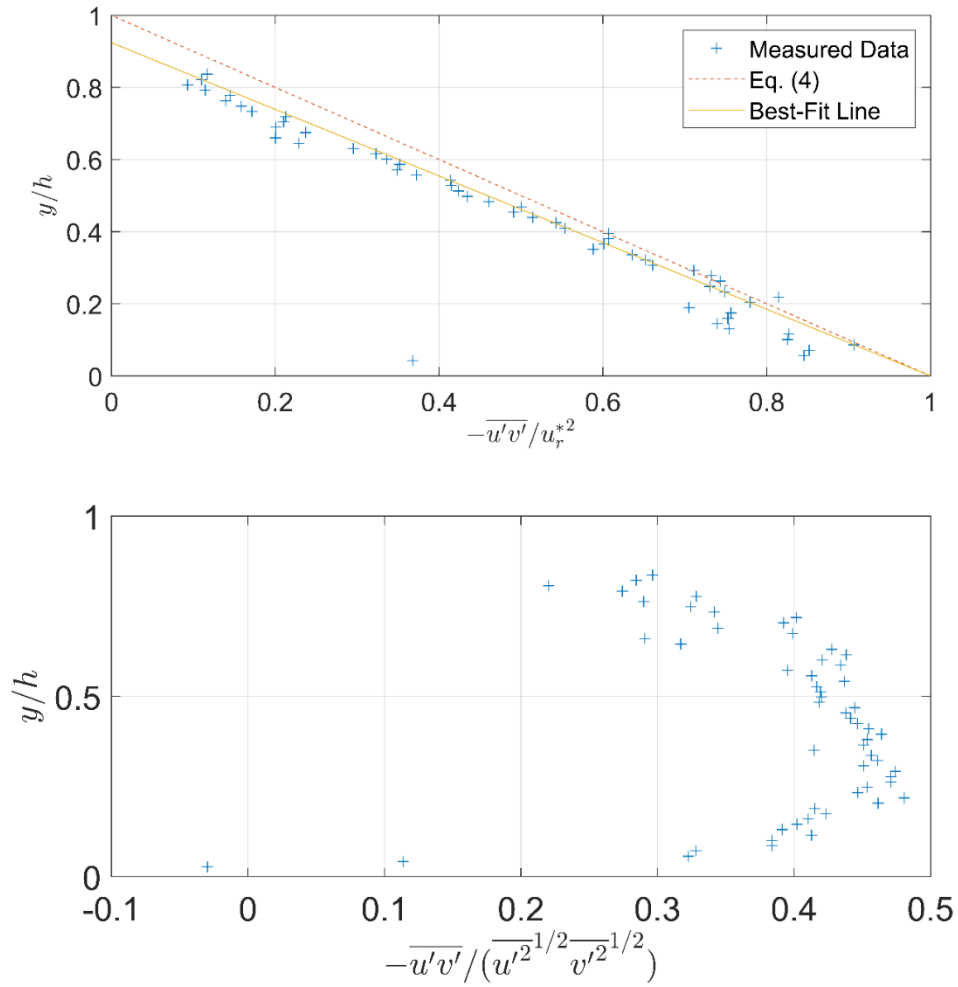 1
0.8
0.6
0.4
0.2
0
y/h
Measured Data
Eq. (4)
Best-Fit Line
0 0.2 0.4 0.6 0.8 1
−u′v′/u_r^{*2}
1
0.5
0
y/h
-0.1 0 0.1 0.2 0.3 0.4 0.5
−u′v′/(u′²^{1/2} v′²^{1/2})